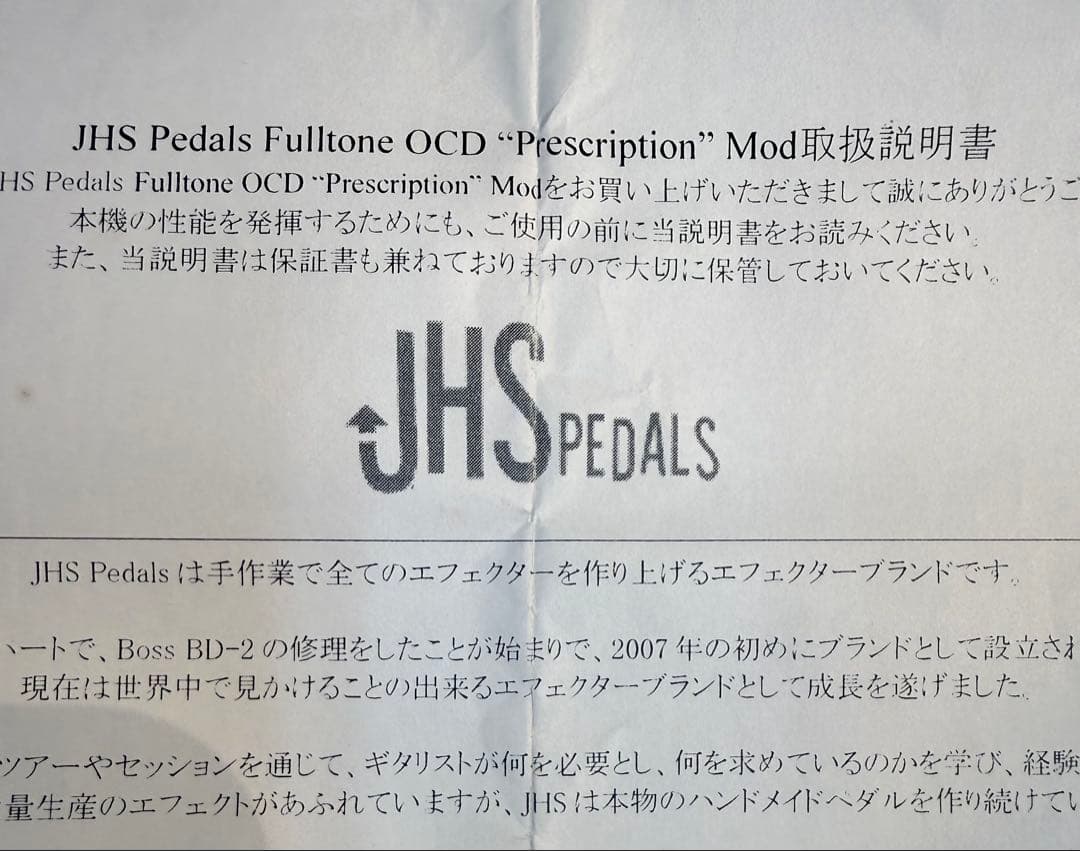 JHS Pedals Fulltone OCD “Prescription” Mod取扱説明書
HS Pedals Fulltone OCD “Prescription” Modをお買い上げいただきまして誠にありがとうご
本機の性能を発揮するためにも、ご使用の前に当説明書をお読みください。
また、当説明書は保証書も兼ねておりますので大切に保管しておいてください。
JHS PEDALS
JHS Pedals は手作業で全てのエフェクターを作り上げるエフェクターブランドです。
ートで、Boss BD-2 の修理をしたことが始まりで、2007 年の初めにブランドとして設立され
現在は世界中で見かけることの出来るエフェクターブランドとして成長を遂げました。
ツアーやセッションを通じて、ギタリストが何を必要とし、何を求めているのかを学び、経験
量生産のエフェクトがあふれていますが、JHS は本物のハンドメイドペダルを作り続けてい